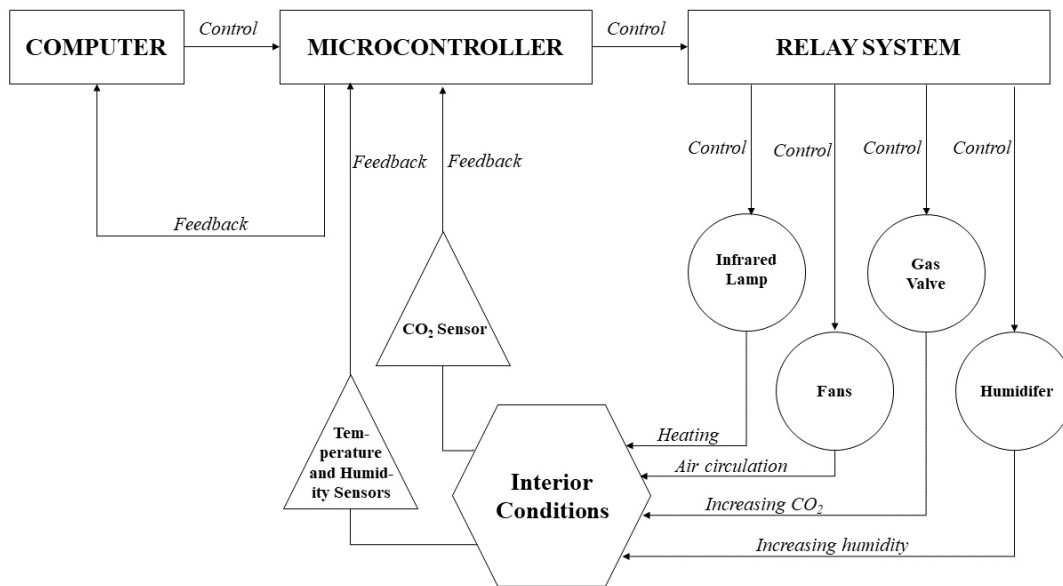 COMPUTER
Control
MICROCONTROLLER
Control
RELAY SYSTEM
Feedback
Feedback
Feedback
Control
Control
Control
Control
Infrared
Lamp
Gas
Valve
CO₂ Sensor
Fans
Humidifer
Tem-
perature
and Humid-
ity Sensors
Interior
Conditions
Heating
Air circulation
Increasing CO₂
Increasing humidity